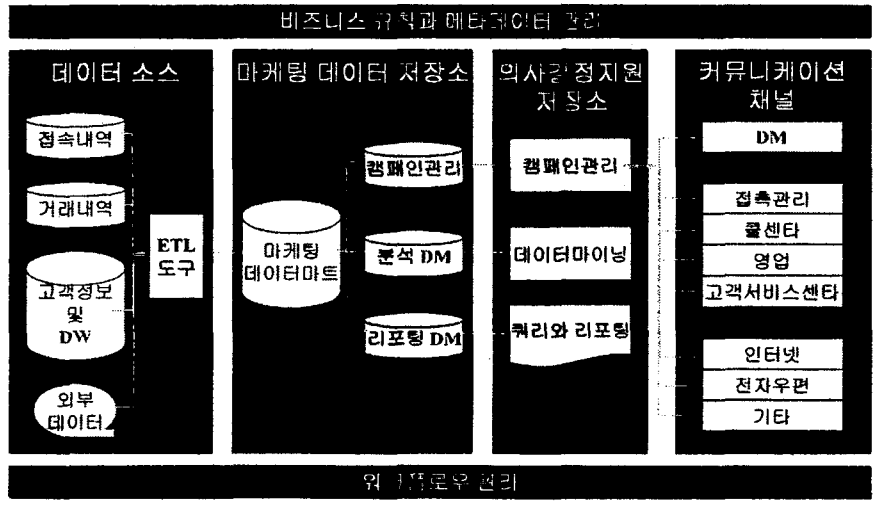 비즈니스 규칙과 메타데이터 관리
데이터 소스
접속내역
거래내역
고객정보
및
DW
외부
데이터
ETL
도구
마케팅 데이터 저장소
마케팅
데이터마트
캠패인관리
분석 DM
리포팅 DM
의사결정지원
저장소
캠패인관리
데이터마이닝
쿼리와 리포팅
커뮤니케이션
채널
DM
접촉관리
콜센타
영업
고객서비스센타
인터넷
전자우편
기타
워크플로우 관리